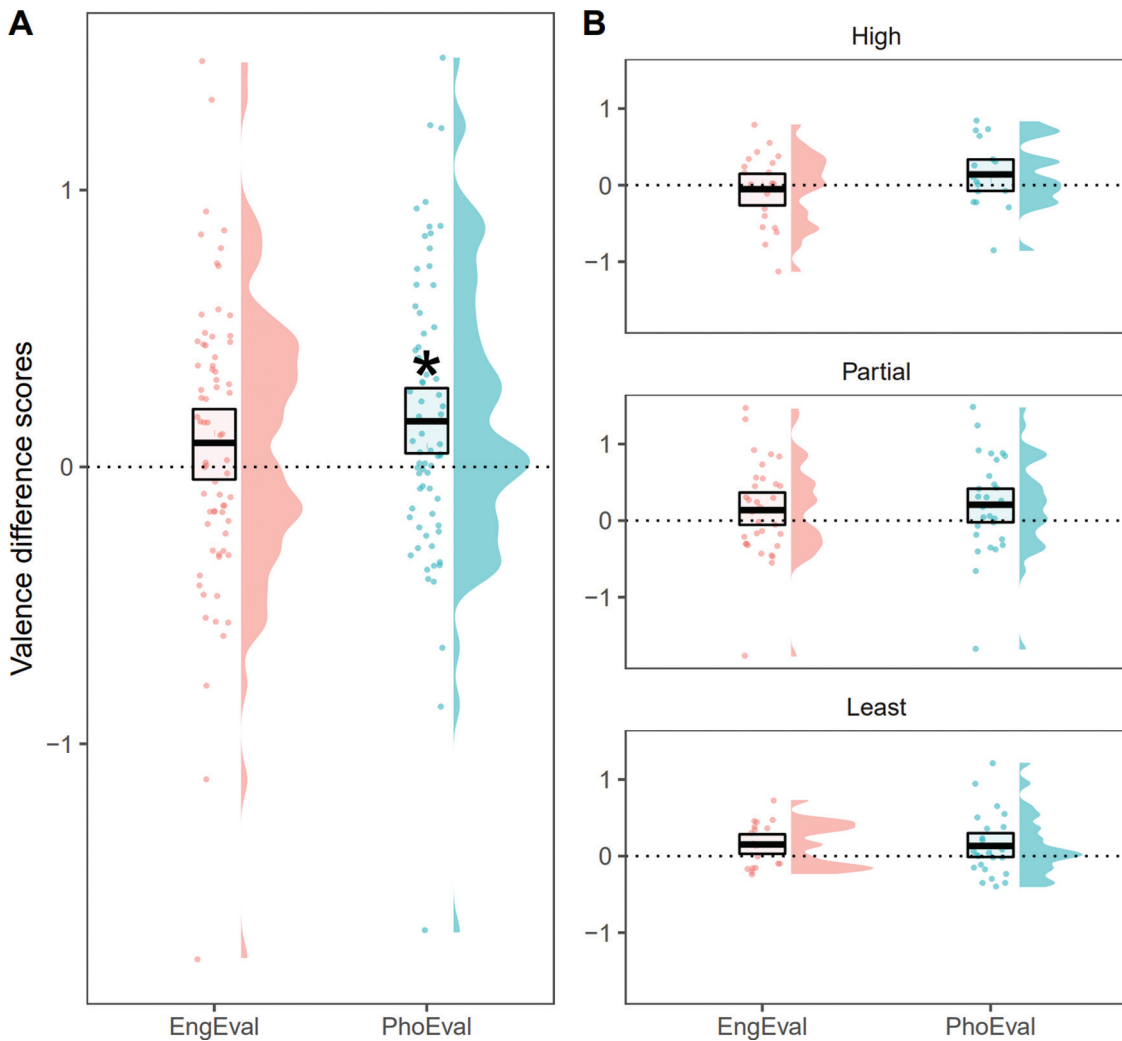 A
Valence difference scores
1
0
−1
*
EngEval
PhoEval
B
High
1
0
−1
Partial
1
0
−1
Least
1
0
−1
EngEval
PhoEval